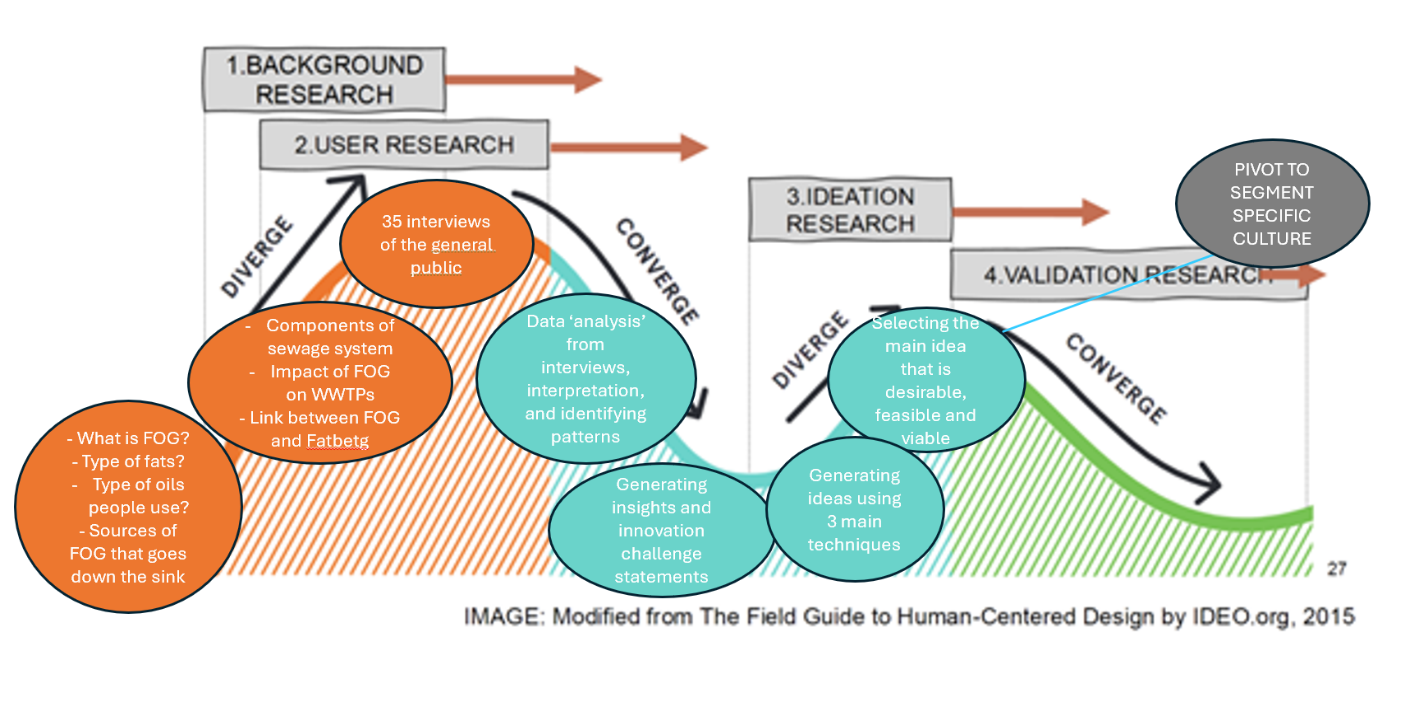 1.BACKGROUND
RESEARCH
2.USER RESEARCH
DIVERGE
35 interviews
of the general
public
CONVERGE
- Components of
sewage system
- Impact of FOG
on WWTPs
- Link between FOG
and Fatbetg
- What is FOG?
- Type of fats?
- Type of oils
people use?
- Sources of
FOG that goes
down the sink
Data ‘analysis’
from
interviews,
interpretation,
and identifying
patterns
Generating
insights and
innovation
challenge
statements
3.IDEATION
RESEARCH
DIVERGE
Generating
ideas using
3 main
techniques
Selecting the
main idea
that is
desirable,
feasible and
viable
4.VALIDATION RESEARCH
PIVOT TO
SEGMENT
SPECIFIC
CULTURE
CONVERGE
27
IMAGE: Modified from The Field Guide to Human-Centered Design by IDEO.org, 2015